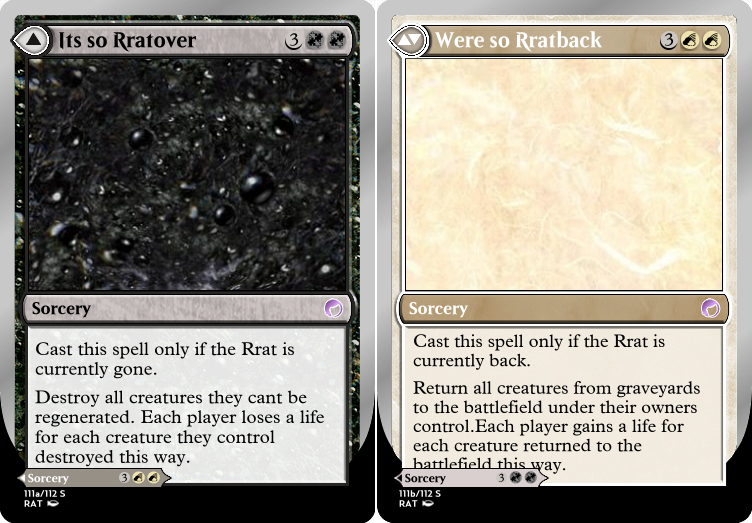 Its so Rratover
3
Sorcery
Cast this spell only if the Rrat is
currently gone.
Destroy all creatures they cant be
regenerated. Each player loses a life
for each creature they control
destroyed this way.
Sorcery 3
111a/112 S
RAT
Were so Rratback
3
Sorcery
Cast this spell only if the Rrat is
currently back.
Return all creatures from graveyards
to the battlefield under their owners
control.Each player gains a life for
each creature returned to the
battlefield this way.
Sorcery 3
111b/112 S
RAT